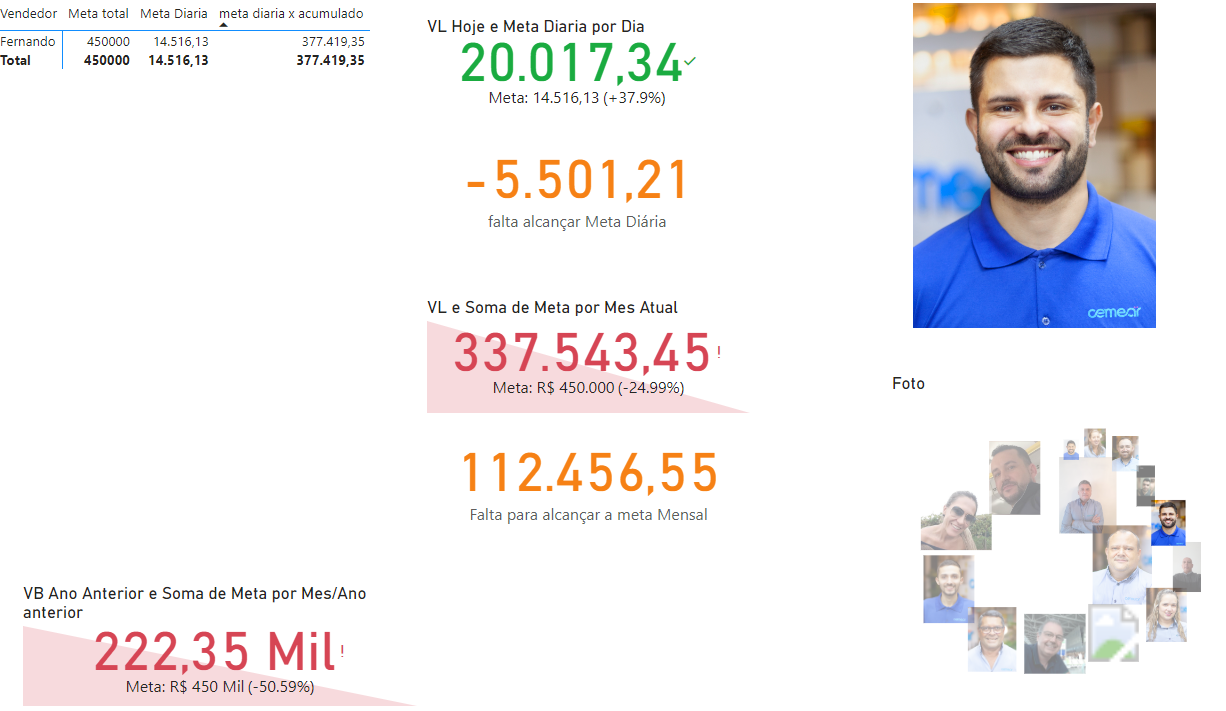 Vendedor Meta total Meta Diaria meta diaria x acumulado
Fernando 450000 14.516,13 377.419,35
Total 450000 14.516,13 377.419,35
VL Hoje e Meta Diaria por Dia
20.017,34
Meta: 14.516,13 (+37.9%)
-5.501,21
falta alcançar Meta Diária
VL e Soma de Meta por Mes Atual
337.543,45!
Meta: R$ 450.000 (-24.99%)
112.456,55
Falta para alcançar a meta Mensal
VB Ano Anterior e Soma de Meta por Mes/Ano
anterior
222,35 Mil!
Meta: R$ 450 Mil (-50.59%)
cemear
Foto